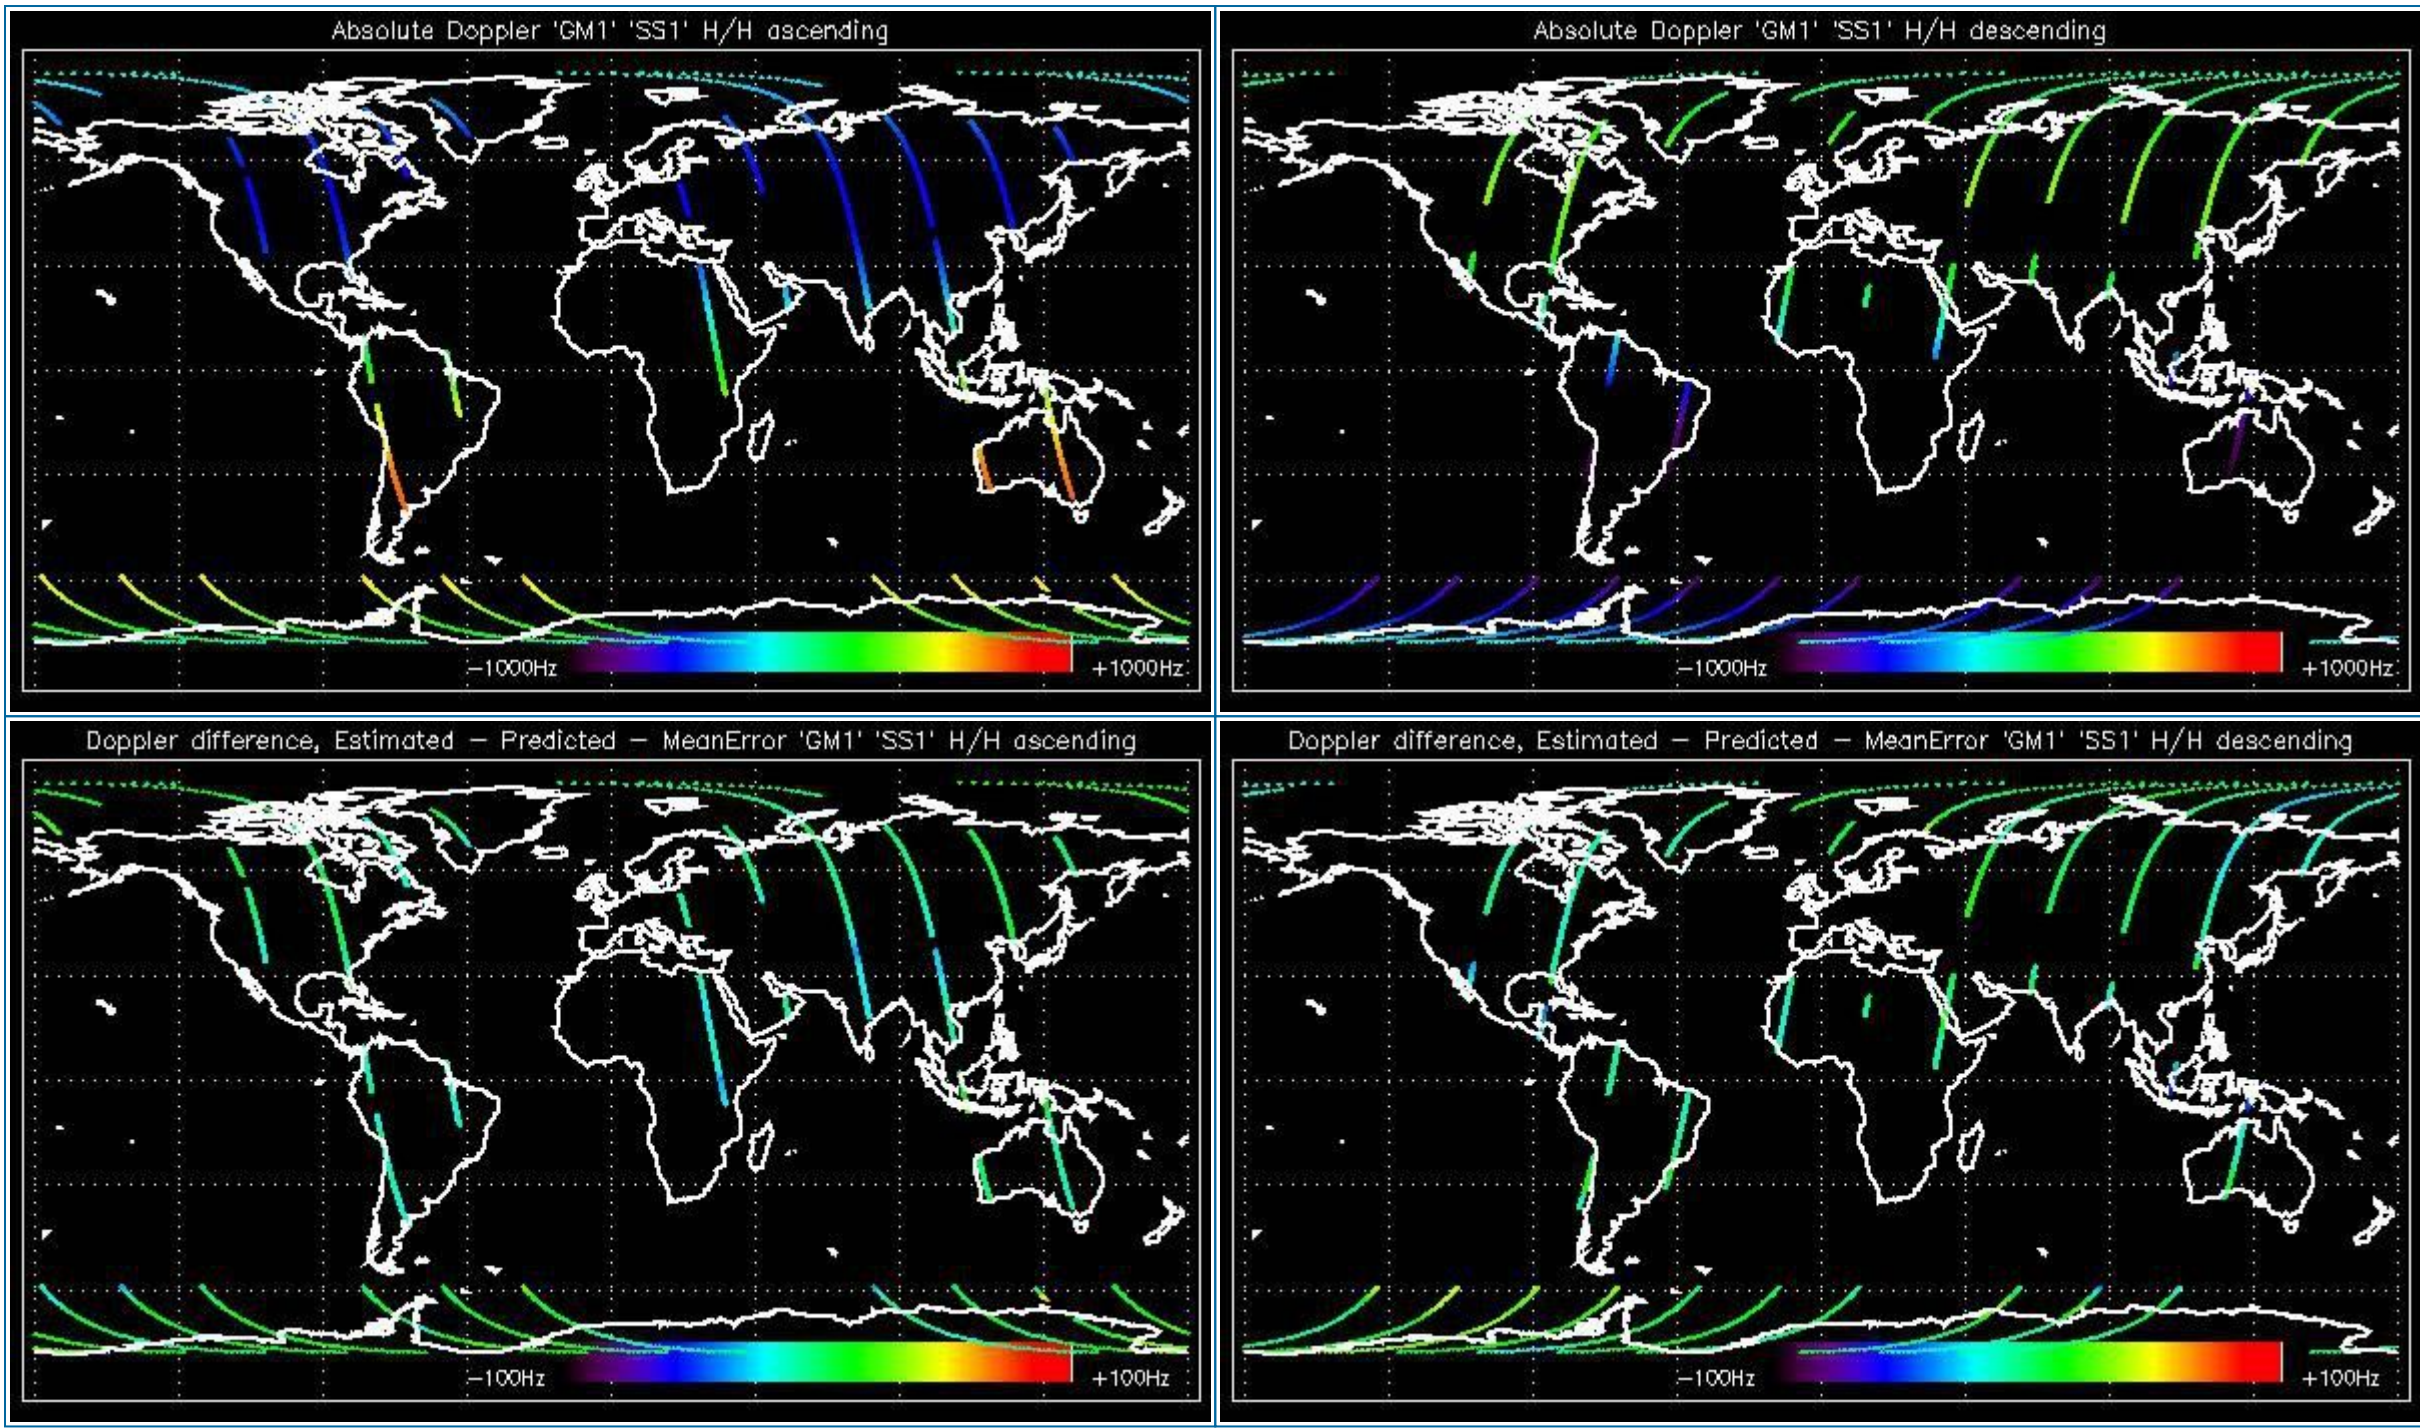 Absolute Doppler 'GM1' 'SS1' H/H ascending
−1000Hz
+1000Hz
Absolute Doppler 'GM1' 'SS1' H/H descending
−1000Hz
+1000Hz
Doppler difference, Estimated − Predicted − MeanError 'GM1' 'SS1' H/H ascending
−100Hz
+100Hz
Doppler difference, Estimated − Predicted − MeanError 'GM1' 'SS1' H/H descending
−100Hz
+100Hz